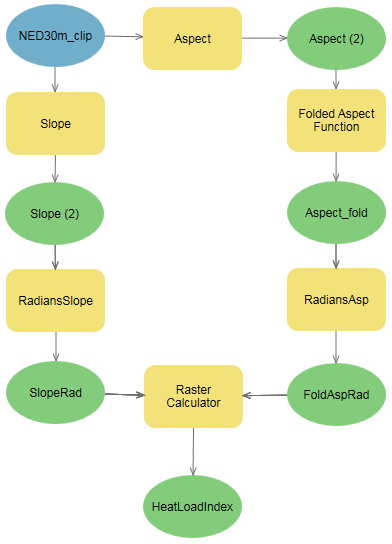 NED30m_clip
Aspect
Aspect (2)
Slope
Folded Aspect
Function
Slope (2)
Aspect_fold
RadiansSlope
RadiansAsp
SlopeRad
Raster
Calculator
FoldAspRad
HeatLoadIndex